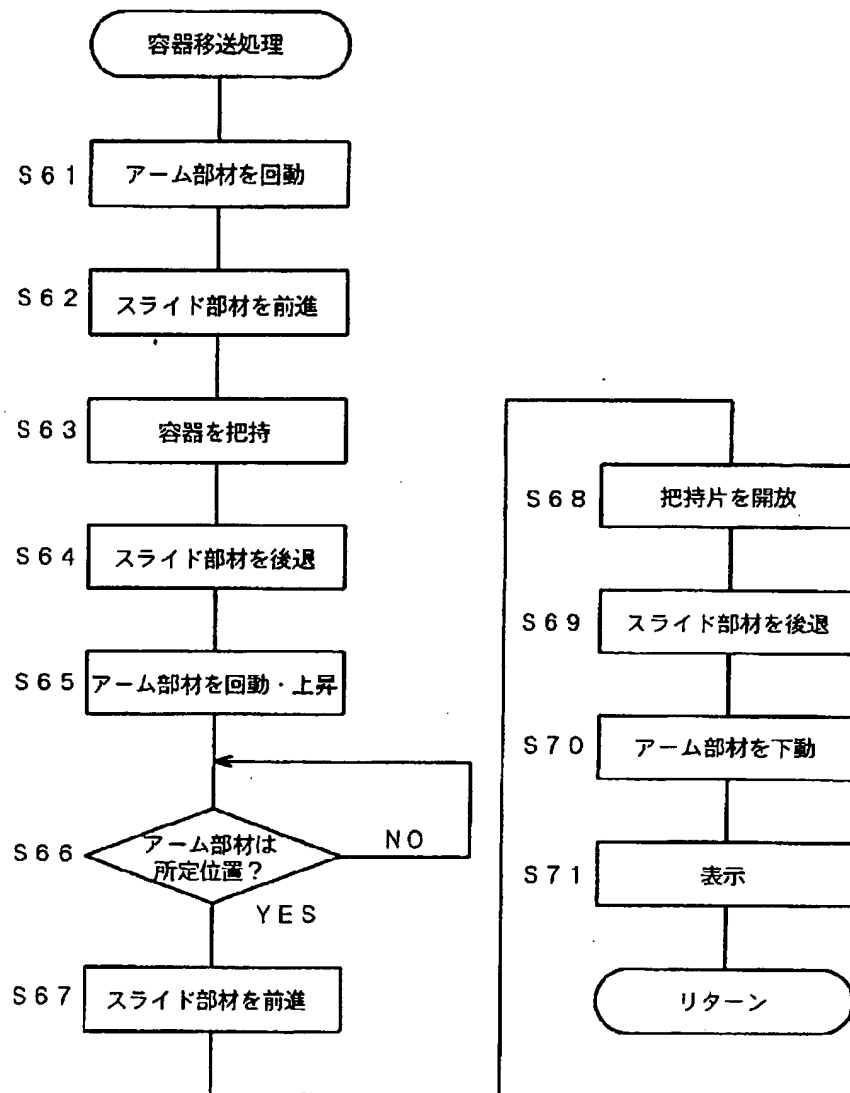 容器移送処理
S61 アーム部材を回動
S62 スライド部材を前進
S63 容器を把持
S64 スライド部材を後退
S65 アーム部材を回動・上昇
S66 アーム部材は
所定位置?
NO
YES
S67 スライド部材を前進
S68 把持片を開放
S69 スライド部材を後退
S70 アーム部材を下動
S71 表示
リターン